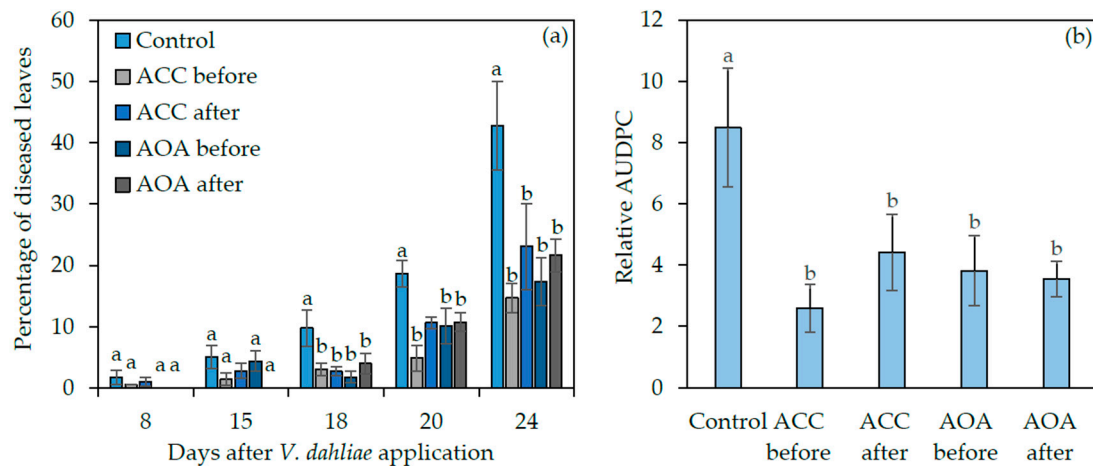 Percentage of diseased leaves
60
50
40
30
20
10
0
(a)
Control
ACC before
ACC after
AOA before
AOA after
a a a a
a a a a
a b b b b
a b b b
a b b b b
8 15 18 20 24
Days after V. dahliae application
Relative AUDPC
12
10
8
6
4
2
0
(b)
a b b b b
Control ACC ACC AOA AOA
before after before after